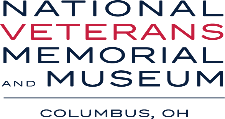 NATIONAL
VETERANS
MEMORIAL
AND MUSEUM
COLUMBUS, OH